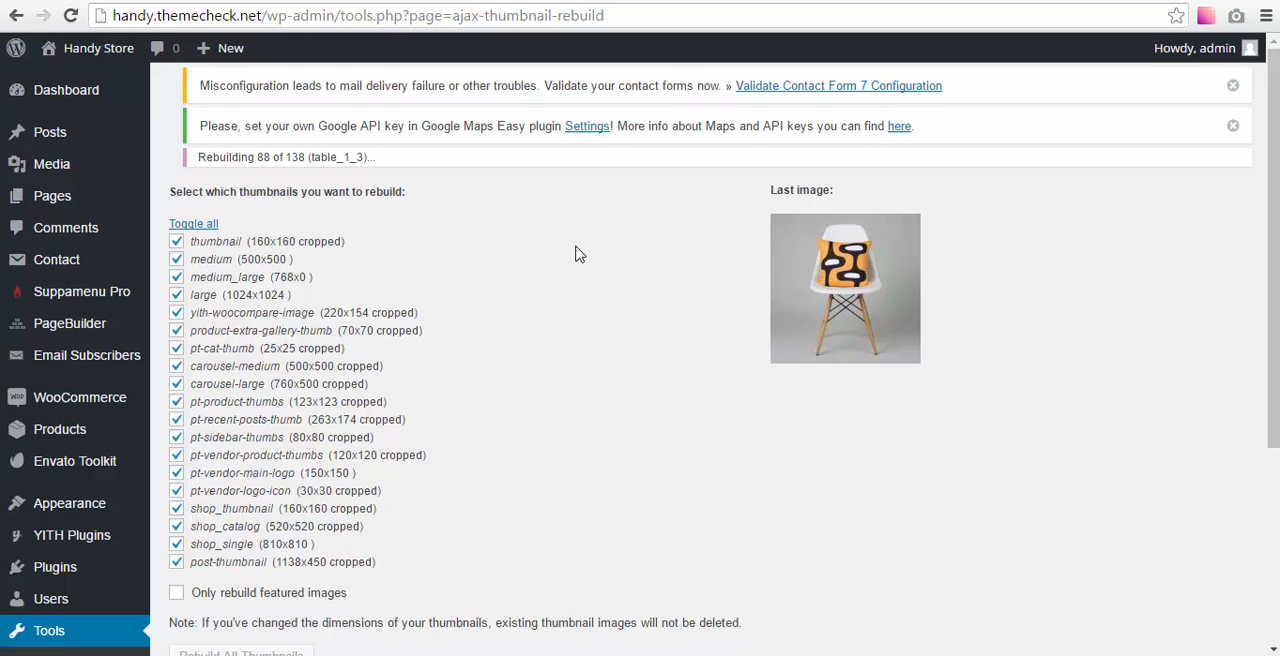 handy.themecheck.net/wp-admin/tools.php?page=ajax-thumbnail-rebuild
Handy Store
0
New
Howdy, admin
Dashboard
Posts
Media
Pages
Comments
Contact
Suppamenu Pro
PageBuilder
Email Subscribers
Woo WooCommerce
Products
Envato Toolkit
Appearance
YITH Plugins
Plugins
Users
Tools
Misconfiguration leads to mail delivery failure or other troubles. Validate your contact forms now. » Validate Contact Form 7 Configuration
Please, set your own Google API key in Google Maps Easy plugin Settings! More info about Maps and API keys you can find here.
Rebuilding 88 of 138 (table_1_3)...
Select which thumbnails you want to rebuild:
Toggle all
thumbnail (160x160 cropped)
medium (500x500 )
medium_large (768x0 )
large (1024x1024 )
yith-woocompare-image (220x154 cropped)
product-extra-gallery-thumb (70x70 cropped)
pt-cat-thumb (25x25 cropped)
carousel-medium (500x500 cropped)
carousel-large (760x500 cropped)
pt-product-thumbs (123x123 cropped)
pt-recent-posts-thumb (263x174 cropped)
pt-sidebar-thumbs (80x80 cropped)
pt-vendor-product-thumbs (120x120 cropped)
pt-vendor-main-logo (150x150 )
pt-vendor-logo-icon (30x30 cropped)
shop_thumbnail (160x160 cropped)
shop_catalog (520x520 cropped)
shop_single (810x810 )
post-thumbnail (1138x450 cropped)
Only rebuild featured images
Note: If you've changed the dimensions of your thumbnails, existing thumbnail images will not be deleted.
Rebuild All Thumbnails
Last image: